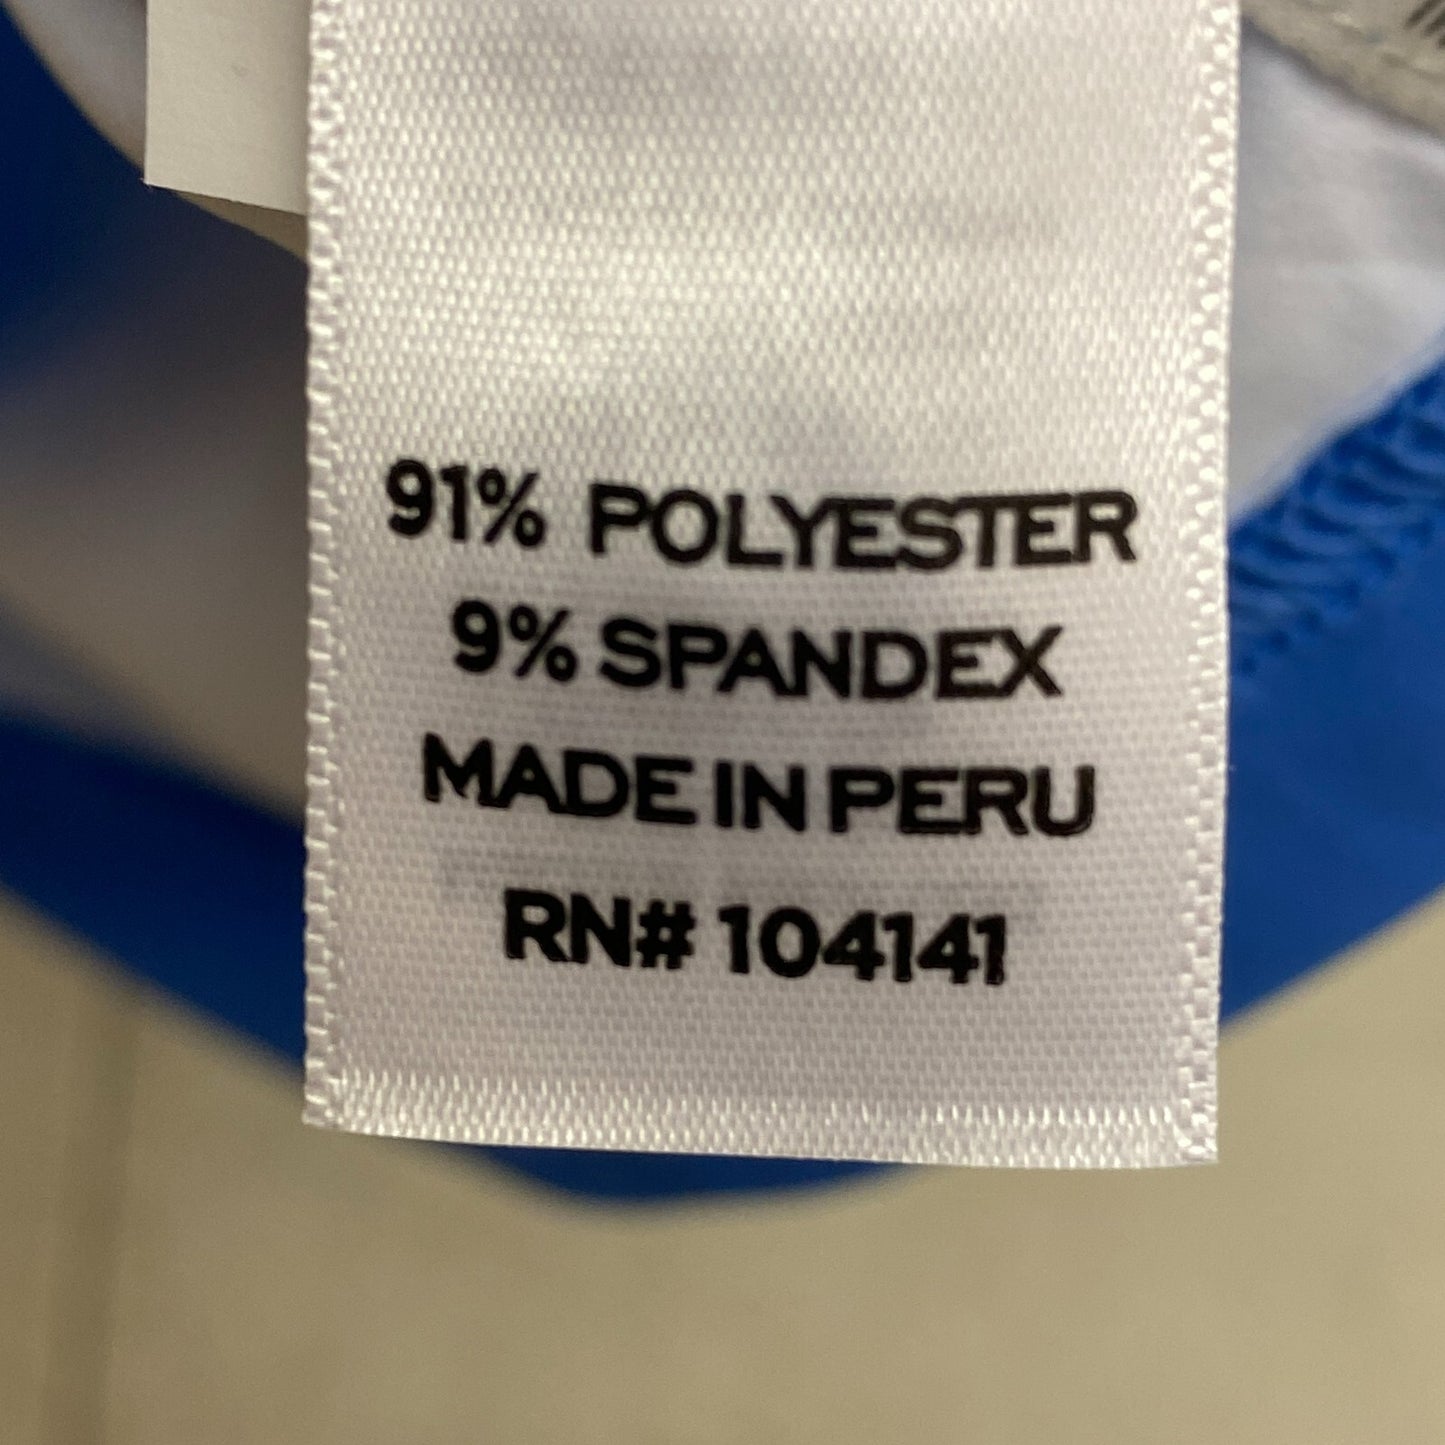 91% POLYESTER
9% SPANDEX
MADE IN PERU
RN# 104141